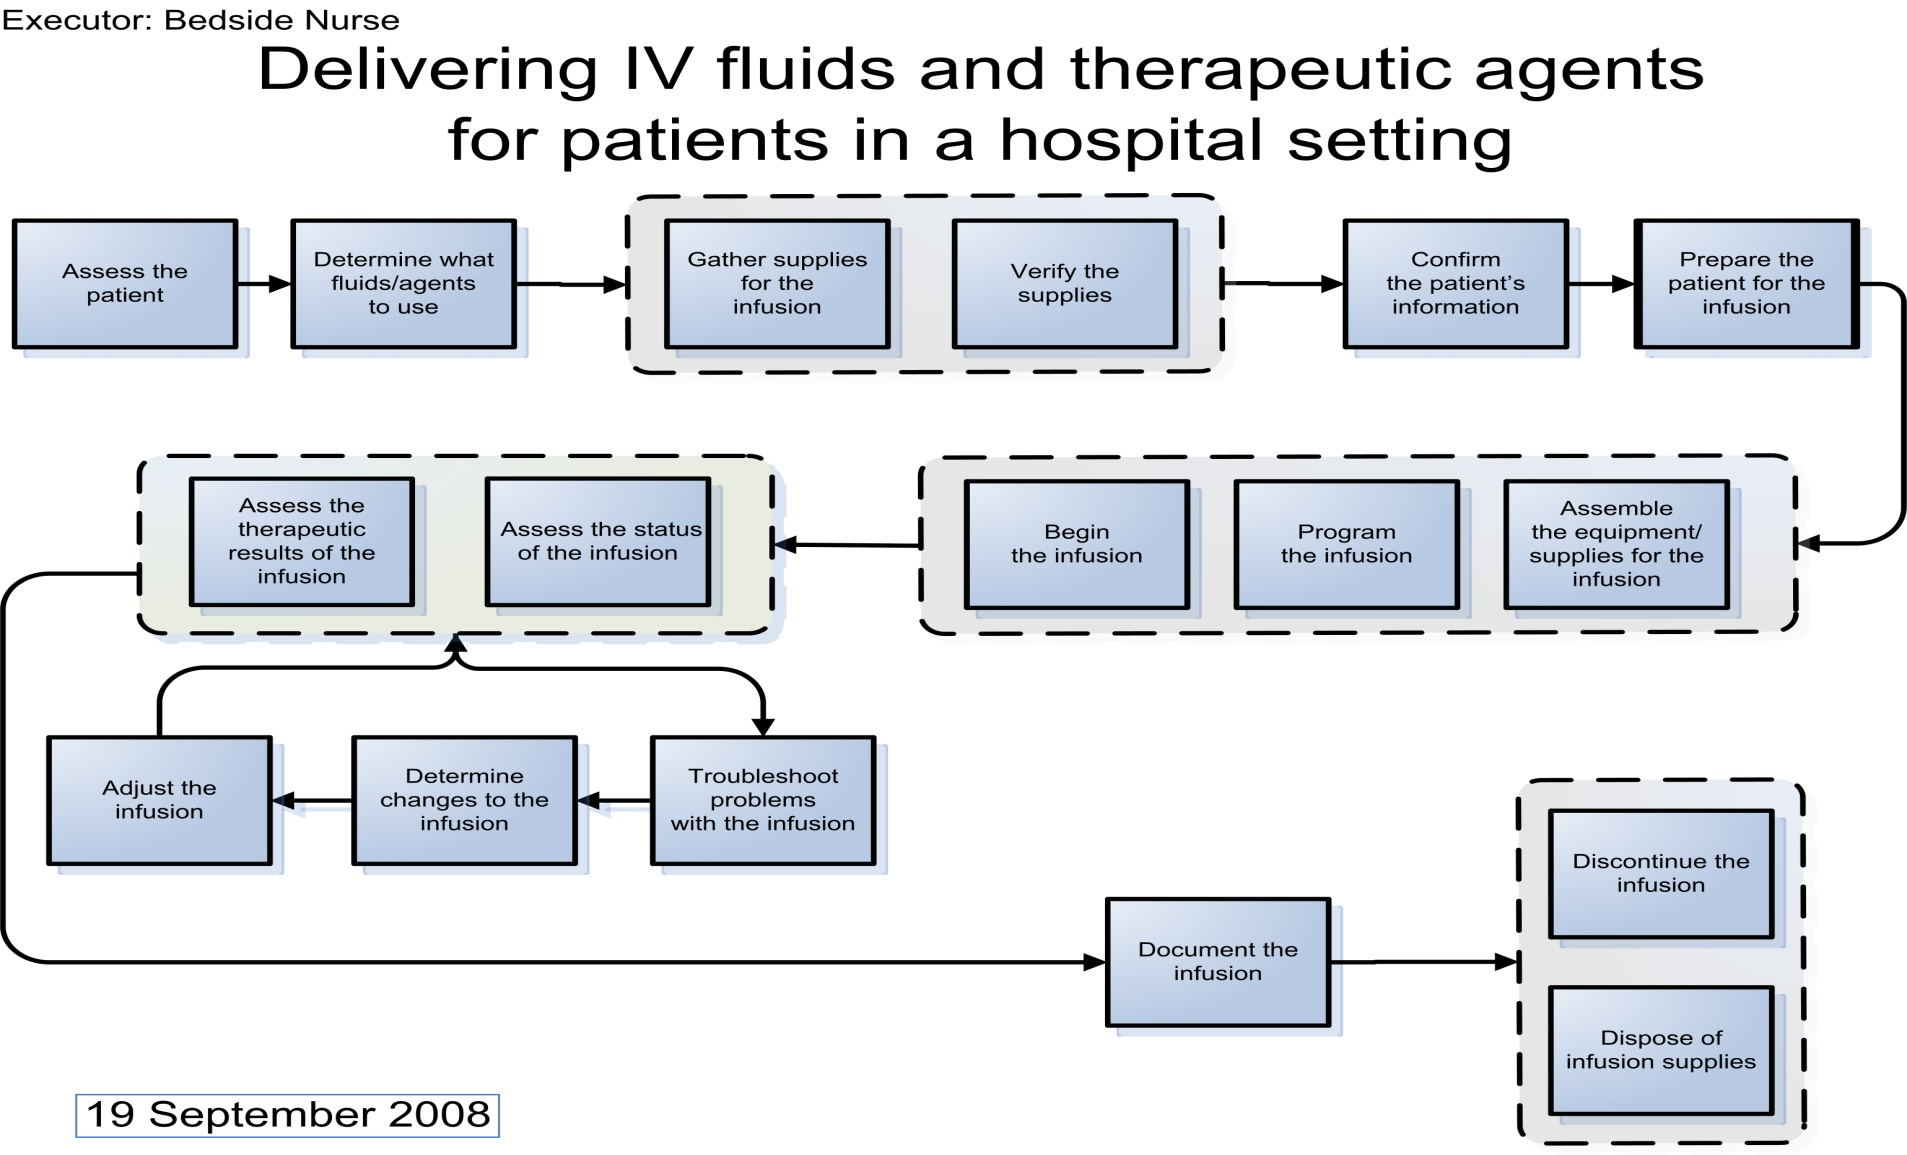 Executor: Bedside Nurse
Delivering IV fluids and therapeutic agents
for patients in a hospital setting
Assess the
patient
Determine what
fluids/agents
to use
Gather supplies
for the
infusion
Verify the
supplies
Confirm
the patient's
information
Prepare the
patient for the
infusion
Assemble
the equipment/
supplies for the
infusion
Program
the infusion
Begin
the infusion
Assess the status
of the infusion
Assess the
therapeutic
results of the
infusion
Troubleshoot
problems
with the infusion
Determine
changes to the
infusion
Adjust the
infusion
Document the
infusion
Discontinue the
infusion
Dispose of
infusion supplies
19 September 2008